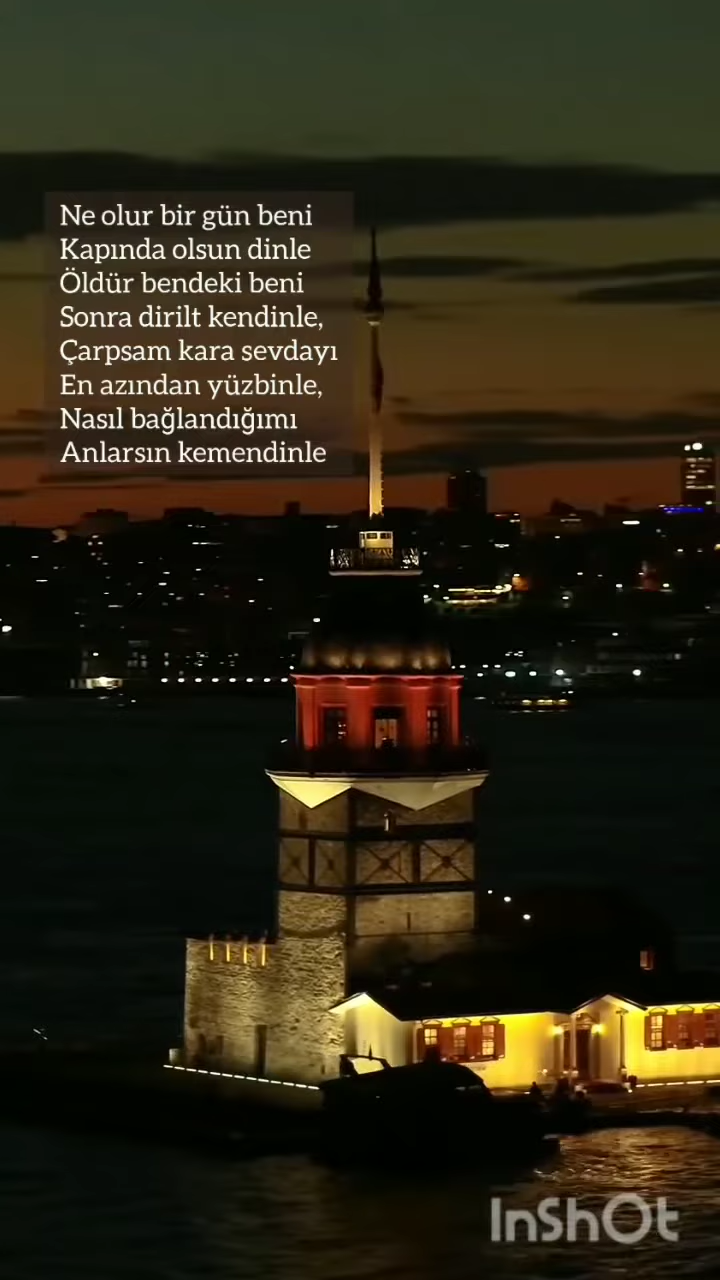 Ne olur bir gün beni
Kapında olsun dinle
Öldür bendeki beni
Sonra dirilt kendinle,
Çarpsam kara sevdayı
En azından yüzbinle,
Nasıl bağlandığımı
Anlarsın kemendinle
InShOt